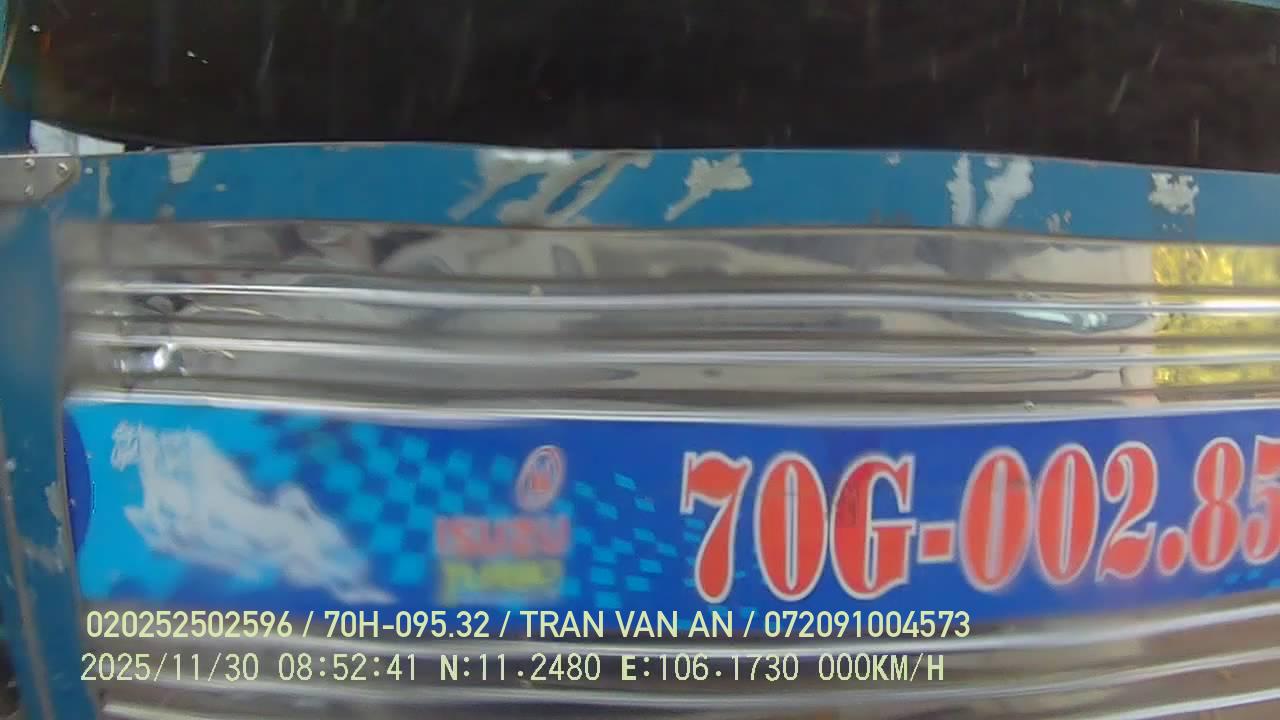 70G-002.85
ISUZU
020252502596 / 70H-095.32 / TRAN VAN AN / 072091004573
2025/11/30 08:52:41 N:11.2480 E:106.1730 000KM/H